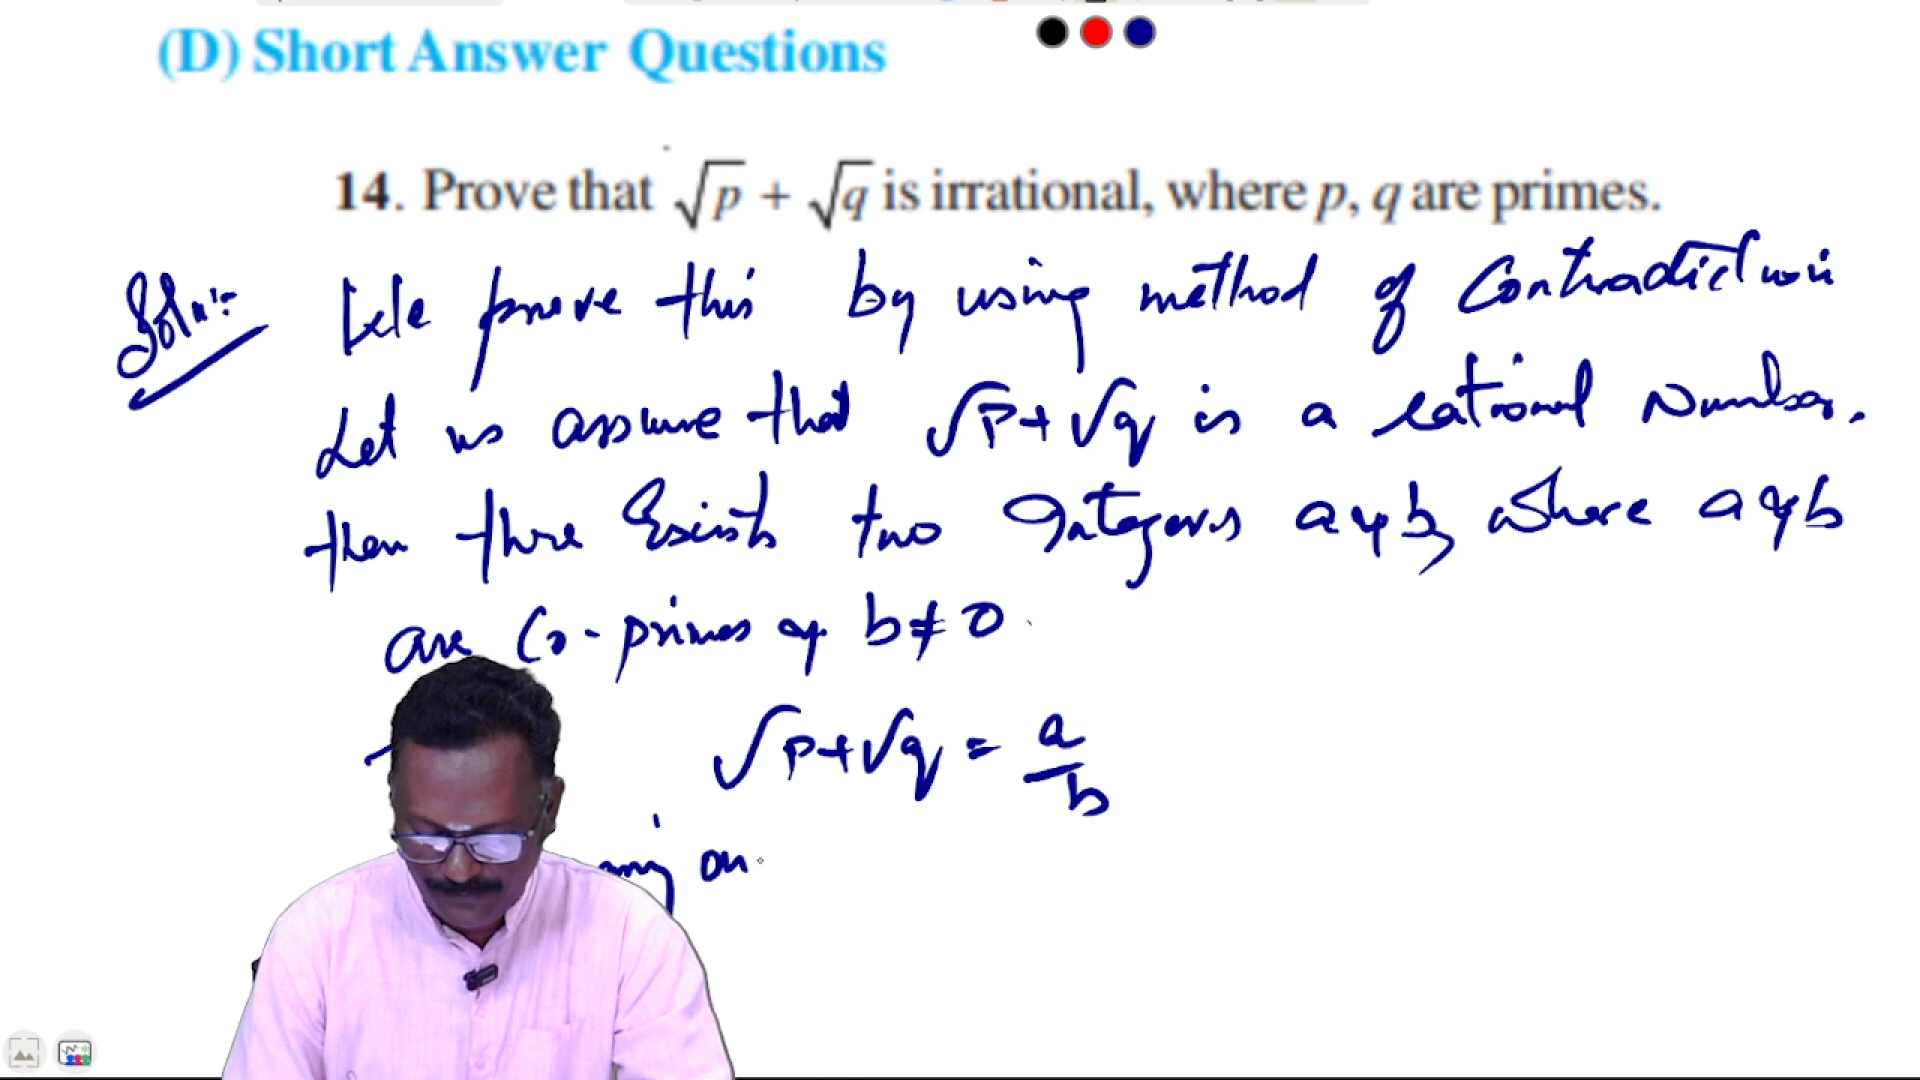 (D) Short Answer Questions
14. Prove that √p + √q is irrational, where p, q are primes.
Soln:- We prove this by using method of Contradiction
Let us assume that √p+√q is a rational Number.
then there Exists two Integers a & b, where a & b
are Co-primes & b≠0.
√p+√q = a/b
on